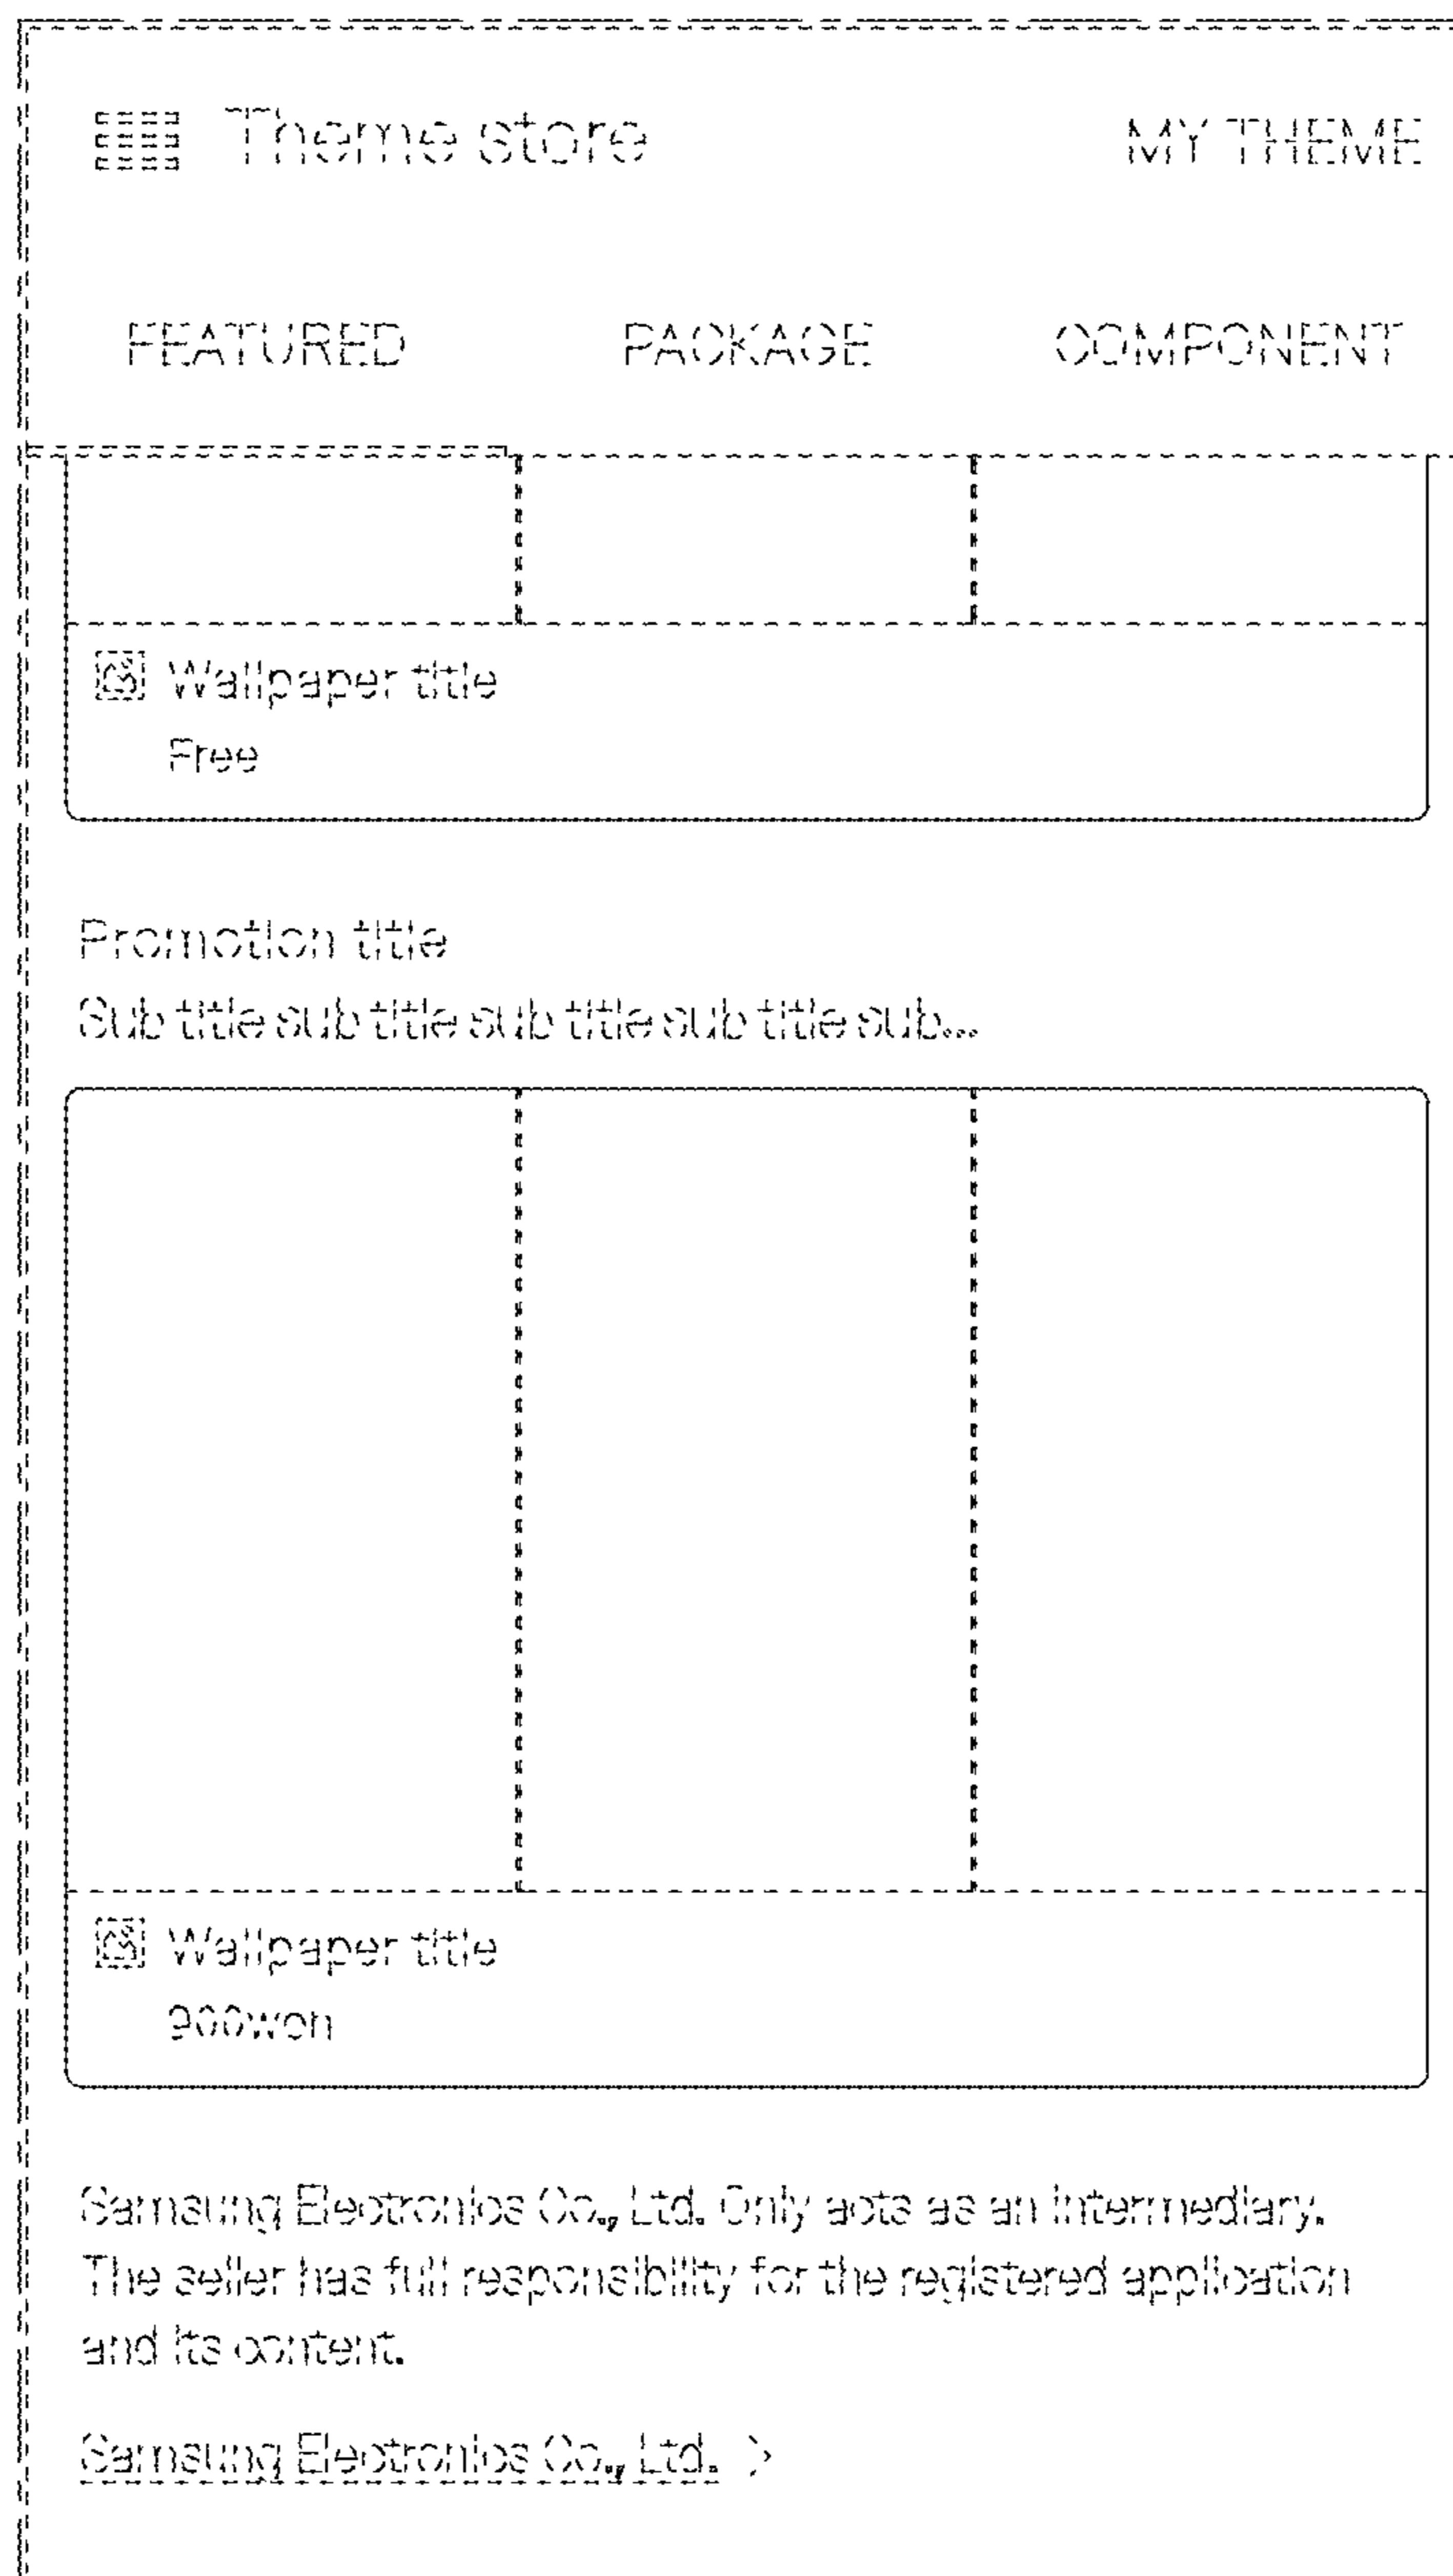 Theme store
MY THEME
FEATURED
PACKAGE
COMPONENT
Wallpaper title
Free
Promotion title
Sub title sub title sub title sub title sub...
Wallpaper title
900won
Samsung Electronics Co., Ltd. Only acts as an intermediary.
The seller has full responsibility for the registered application
and its content.
Samsung Electronics Co., Ltd. >